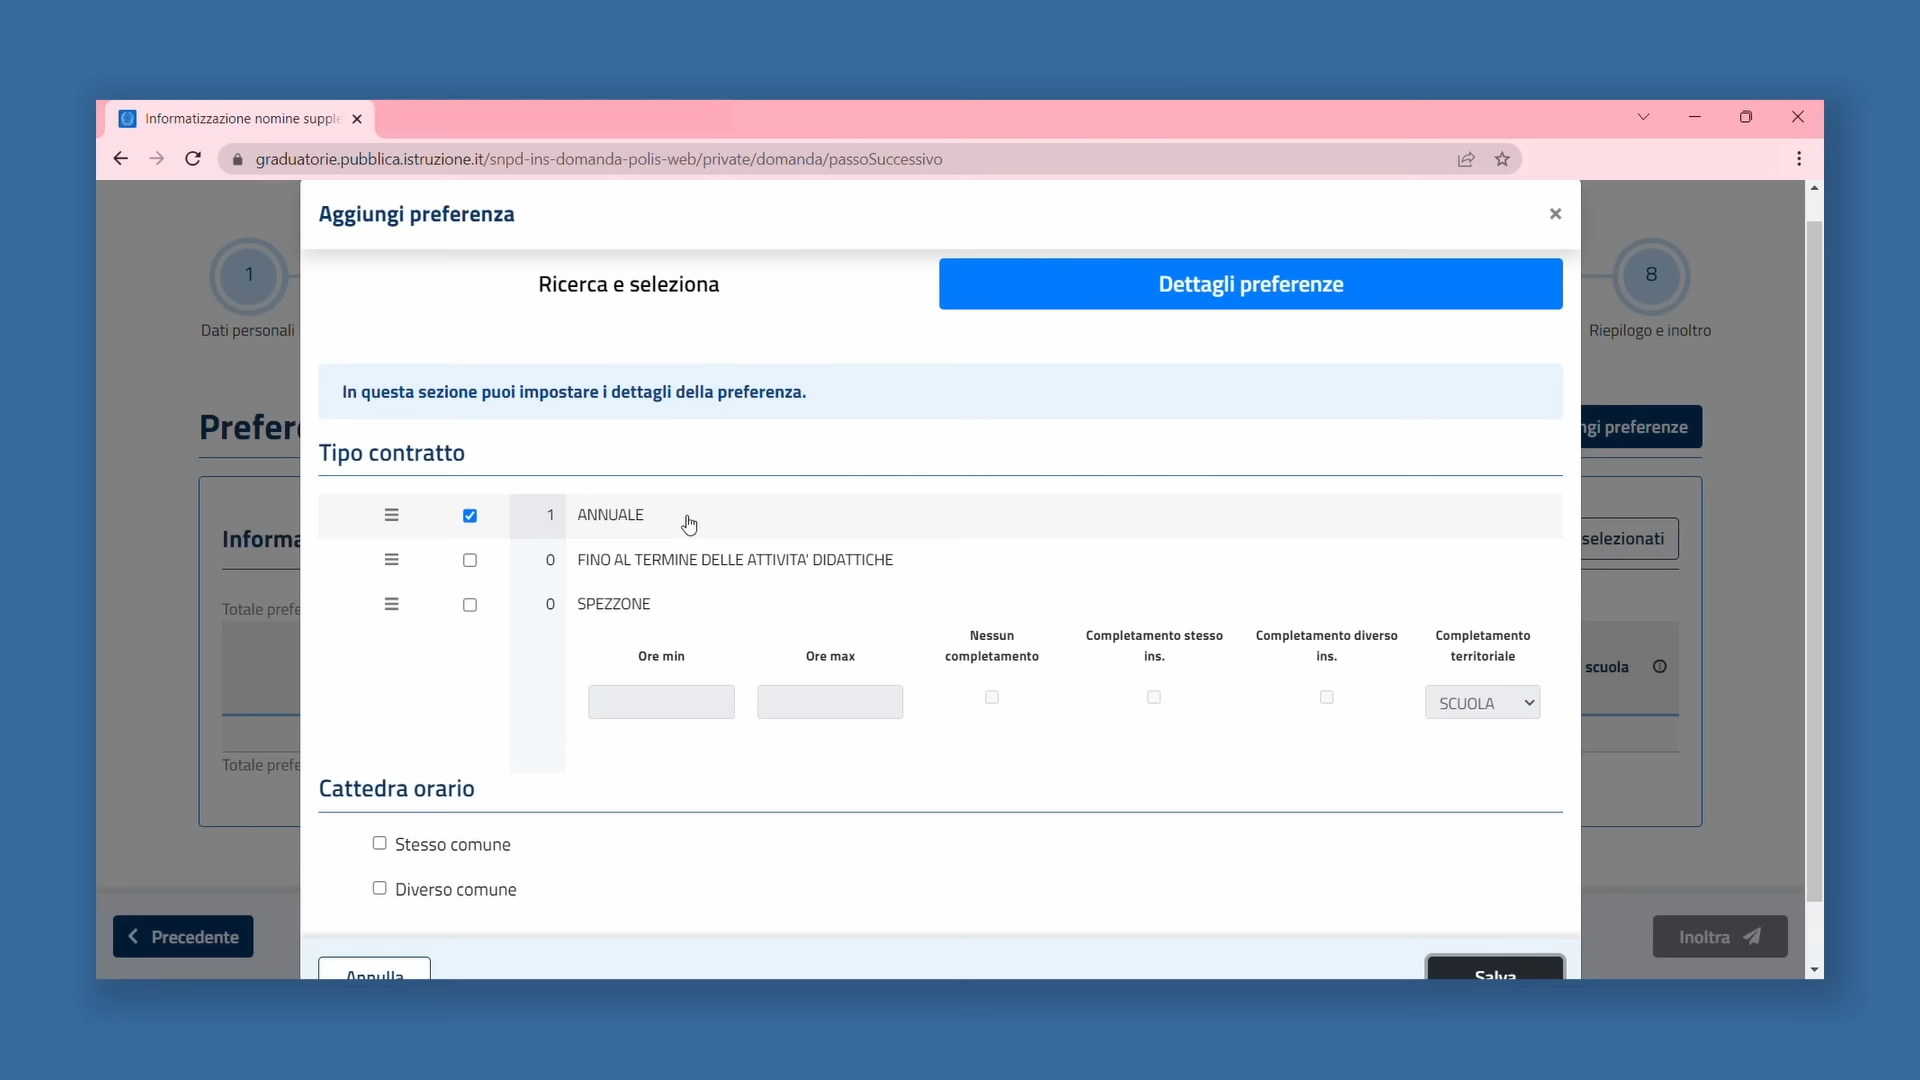 Informatizzazione nomine supple
graduatorie.pubblica.istruzione.it/snpd-ins-domanda-polis-web/private/domanda/passoSuccessivo
Aggiungi preferenza
1
Dati personali
8
Riepilogo e inoltro
Ricerca e seleziona
Dettagli preferenze
In questa sezione puoi impostare i dettagli della preferenza.
Prefer
ngi preferenze
Tipo contratto
1 ANNUALE
Informa
selezionati
0 FINO AL TERMINE DELLE ATTIVITA' DIDATTICHE
0 SPEZZONE
Totale prefe
Ore min
Ore max
Nessun completamento
Completamento stesso ins.
Completamento diverso ins.
Completamento territoriale
scuola
SCUOLA
Totale prefe
Cattedra orario
Stesso comune
Diverso comune
Precedente
Inoltra
Annulla
Salva